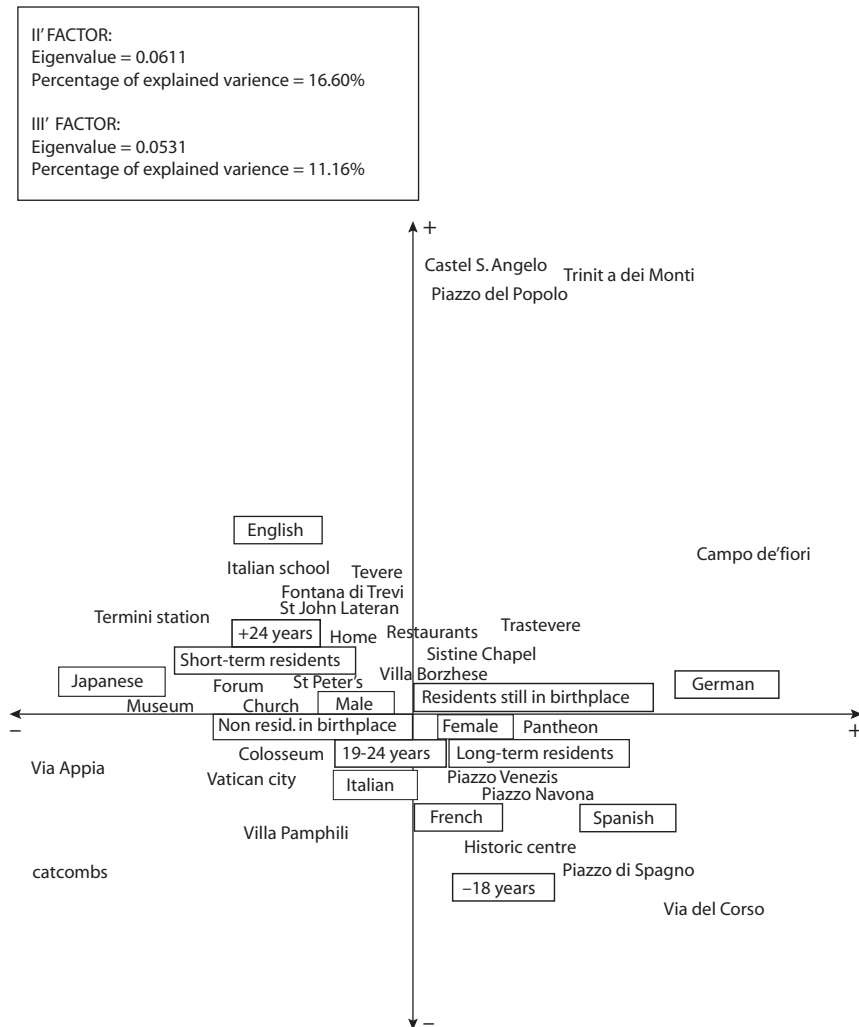 II' FACTOR:
Eigenvalue = 0.0611
Percentage of explained varience = 16.60%
III' FACTOR:
Eigenvalue = 0.0531
Percentage of explained varience = 11.16%
+
Castel S. Angelo
Trinit a dei Monti
Piazzo del Popolo
English
Campo de'fiori
Italian school
Tevere
Fontana di Trevi
St John Lateran
Termini station
+24 years
Home
Restaurants
Trastevere
Short-term residents
Sistine Chapel
Japanese
Forum
St Peter's
Villa Borzhese
German
Residents still in birthplace
Museum
Church
Male
–
+
Non resid. in birthplace
Female
Pantheon
Via Appia
Colosseum
19-24 years
Long-term residents
Vatican city
Italian
Piazzo Venezis
Piazzo Navona
French
Spanish
Villa Pamphili
Historic centre
catcombs
Piazzo di Spagno
–18 years
Via del Corso
–